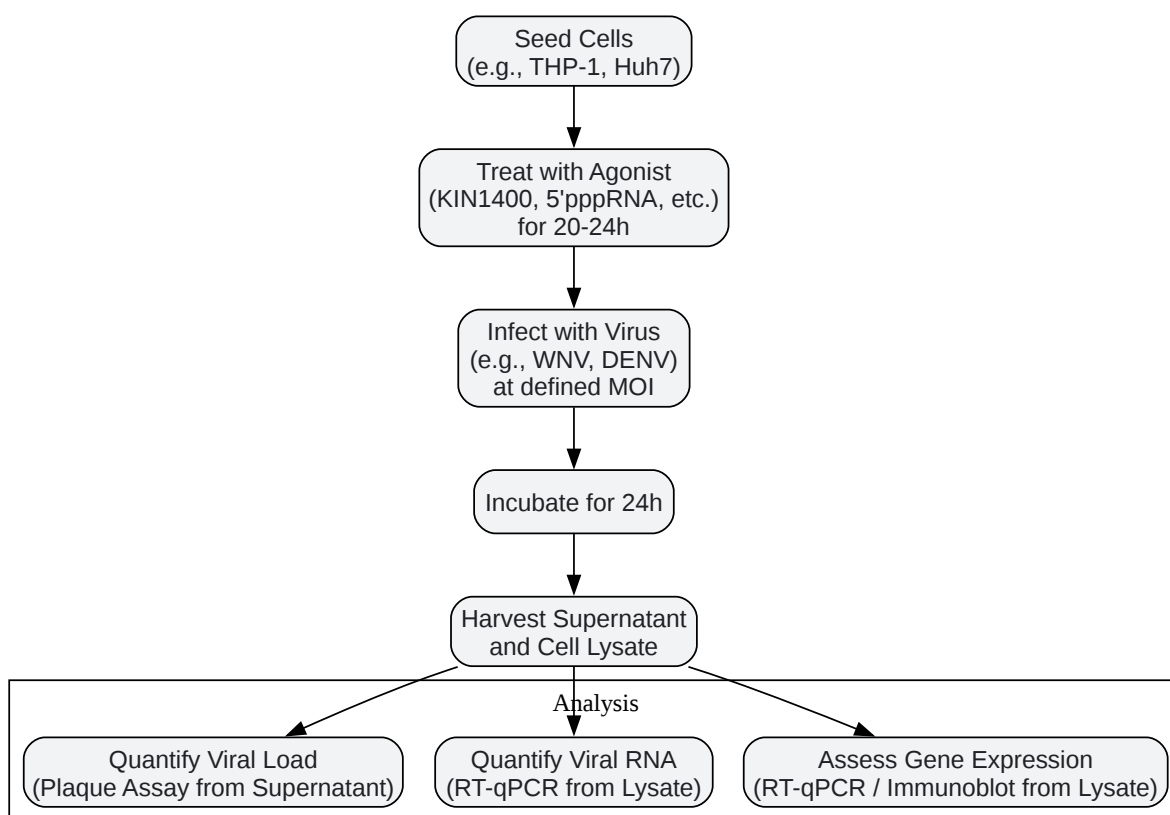 Seed Cells
(e.g., THP-1, Huh7)
Treat with Agonist
(KIN1400, 5'pppRNA, etc.)
for 20-24h
Infect with Virus
(e.g., WNV, DENV)
at defined MOI
Incubate for 24h
Harvest Supernatant
and Cell Lysate
Analysis
Quantify Viral Load
(Plaque Assay from Supernatant)
Quantify Viral RNA
(RT-qPCR from Lysate)
Assess Gene Expression
(RT-qPCR / Immunoblot from Lysate)